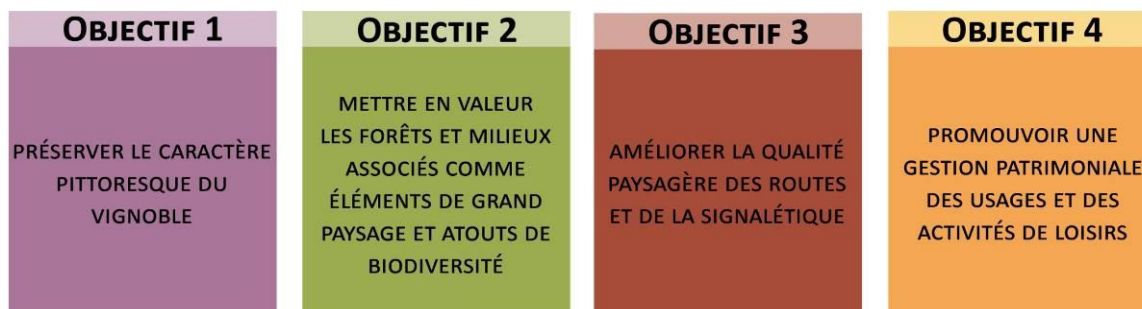 OBJECTIF 1
PRÉSERVER LE CARACTÈRE
PITTORESQUE DU
VIGNOBLE
OBJECTIF 2
METTRE EN VALEUR
LES FORÊTS ET MILIEUX
ASSOCIÉS COMME
ÉLÉMENTS DE GRAND
PAYSAGE ET ATOUTS DE
BIODIVERSITÉ
OBJECTIF 3
AMÉLIORER LA QUALITÉ
PAYSAGÈRE DES ROUTES
ET DE LA SIGNALÉTIQUE
OBJECTIF 4
PROMOUVOIR UNE
GESTION PATRIMONIALE
DES USAGES ET DES
ACTIVITÉS DE LOISIRS